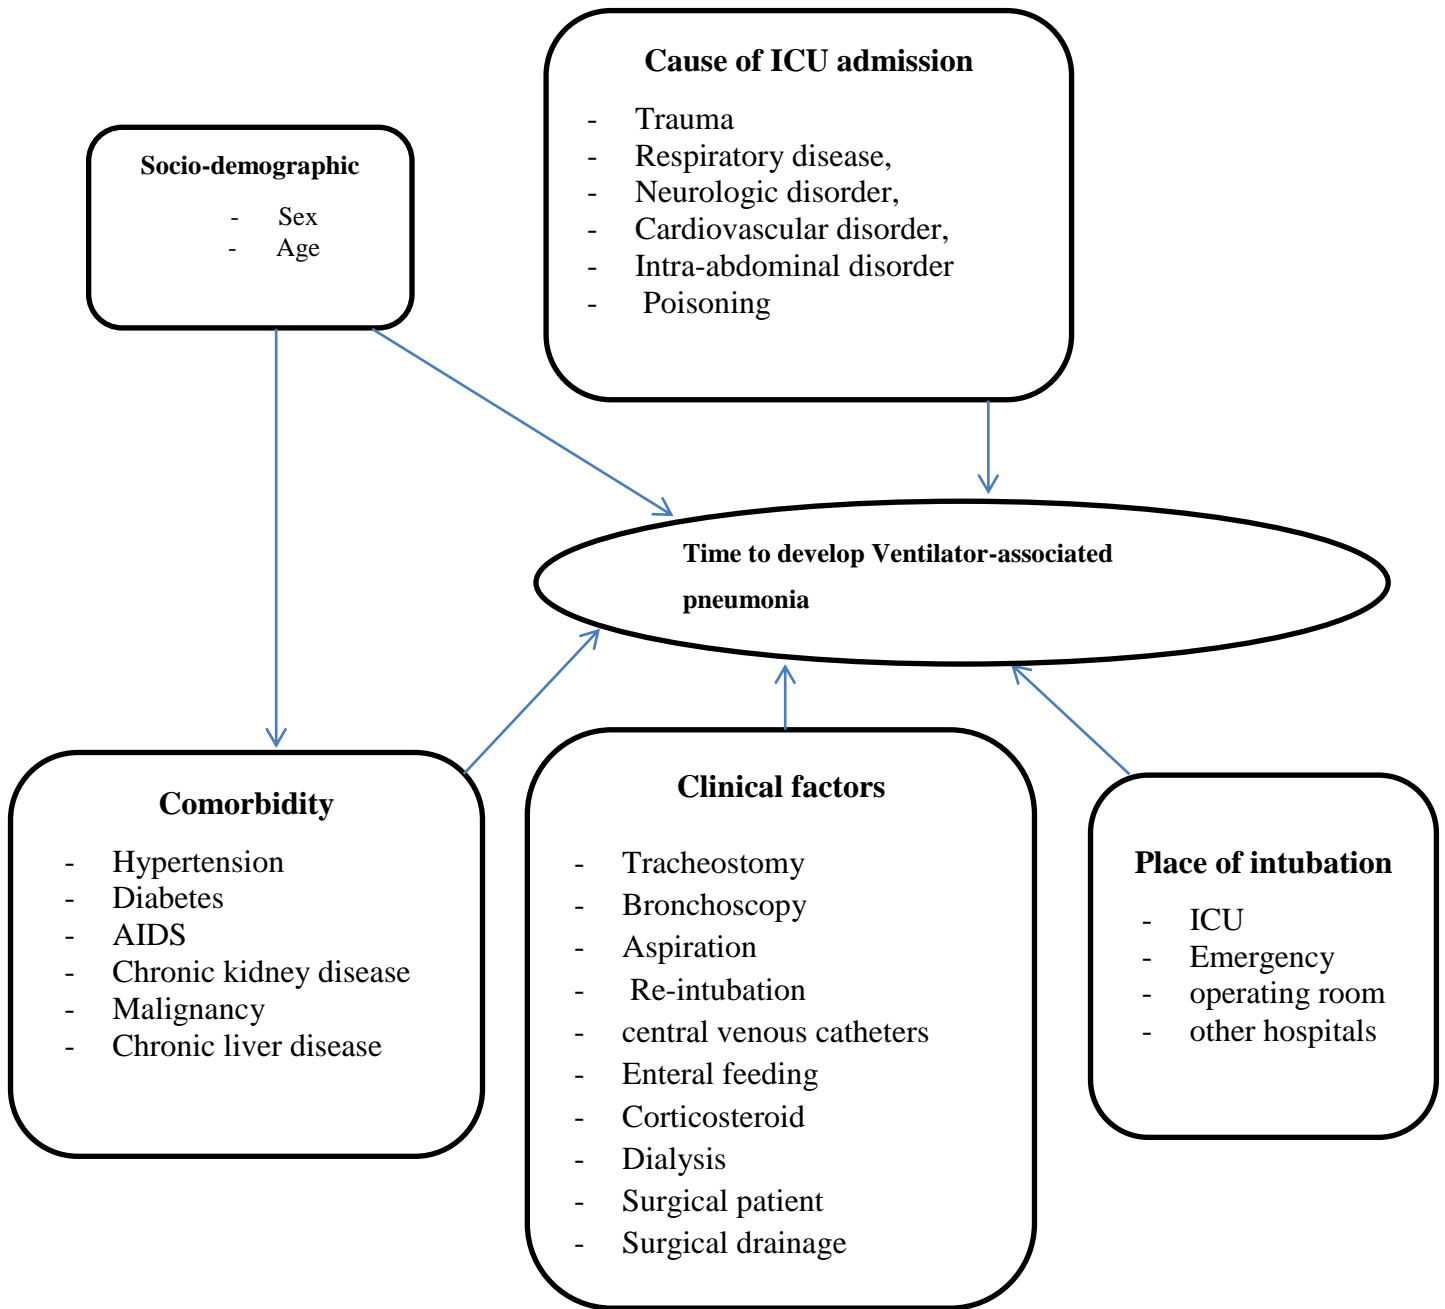 Cause of ICU admission
- Trauma
- Respiratory disease,
- Neurologic disorder,
- Cardiovascular disorder,
- Intra-abdominal disorder
- Poisoning
Socio-demographic
- Sex
- Age
Time to develop Ventilator-associated
pneumonia
Comorbidity
- Hypertension
- Diabetes
- AIDS
- Chronic kidney disease
- Malignancy
- Chronic liver disease
Clinical factors
- Tracheostomy
- Bronchoscopy
- Aspiration
- Re-intubation
- central venous catheters
- Enteral feeding
- Corticosteroid
- Dialysis
- Surgical patient
- Surgical drainage
Place of intubation
- ICU
- Emergency
- operating room
- other hospitals